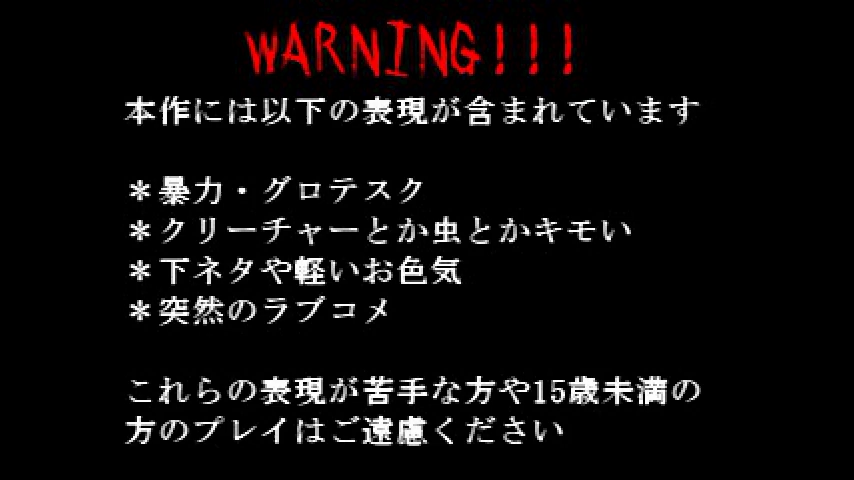 WARNING!!!
本作には以下の表現が含まれています
＊暴力・グロテスク
＊クリーチャーとか虫とかキモい
＊下ネタや軽いお色気
＊突然のラブコメ
これらの表現が苦手な方や15歳未満の
方のプレイはご遠慮ください